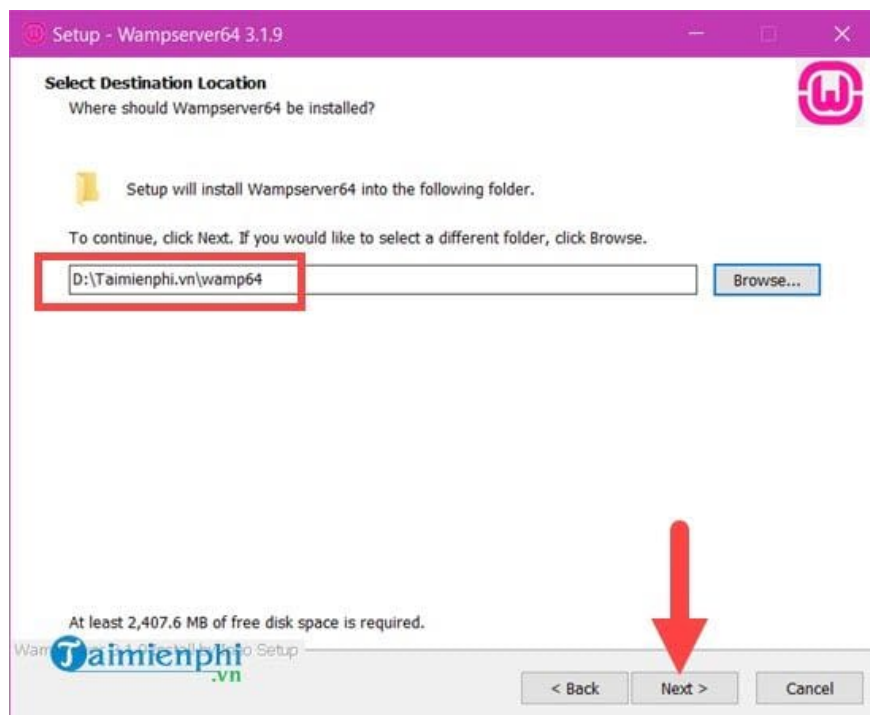 Setup - Wampserver64 3.1.9
Select Destination Location
Where should Wampserver64 be installed?
Setup will install Wampserver64 into the following folder.
To continue, click Next. If you would like to select a different folder, click Browse.
D:\Taimienphi.vn\wamp64
Browse...
At least 2,407.6 MB of free disk space is required.
Setup
Taimienphi
.vn
< Back
Next >
Cancel